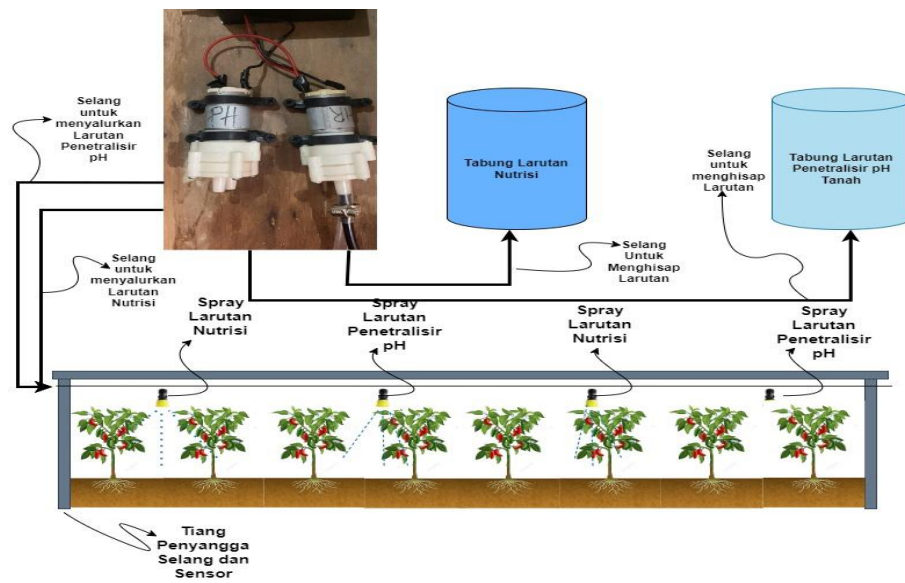 Selang
untuk
menyalurkan
Larutan
Penetralisir
pH
Selang
untuk
menyalurkan
Larutan
Nutrisi
Tabung Larutan
Nutrisi
Selang
untuk
menghisap
Larutan
Tabung Larutan
Penetralisir pH
Tanah
Selang
Untuk
Menghisap
Larutan
Spray
Larutan
Nutrisi
Spray
Larutan
Penetralisir
pH
Spray
Larutan
Nutrisi
Spray
Larutan
Penetralisir
pH
Tiang
Penyangga
Selang dan
Sensor